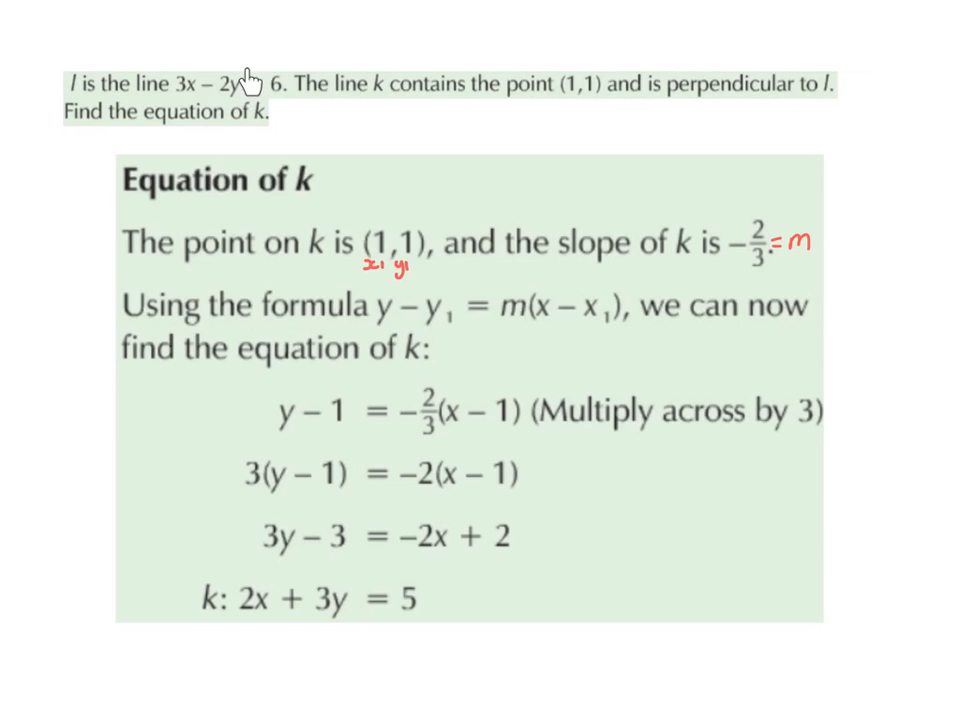 l is the line 3x – 2y 6. The line k contains the point (1,1) and is perpendicular to l.
Find the equation of k.
Equation of k
The point on k is (1,1), and the slope of k is –2/3. = m
x1 y1
Using the formula y – y₁ = m(x – x₁), we can now
find the equation of k:
y – 1 = –2/3(x – 1) (Multiply across by 3)
3(y – 1) = –2(x – 1)
3y – 3 = –2x + 2
k: 2x + 3y = 5